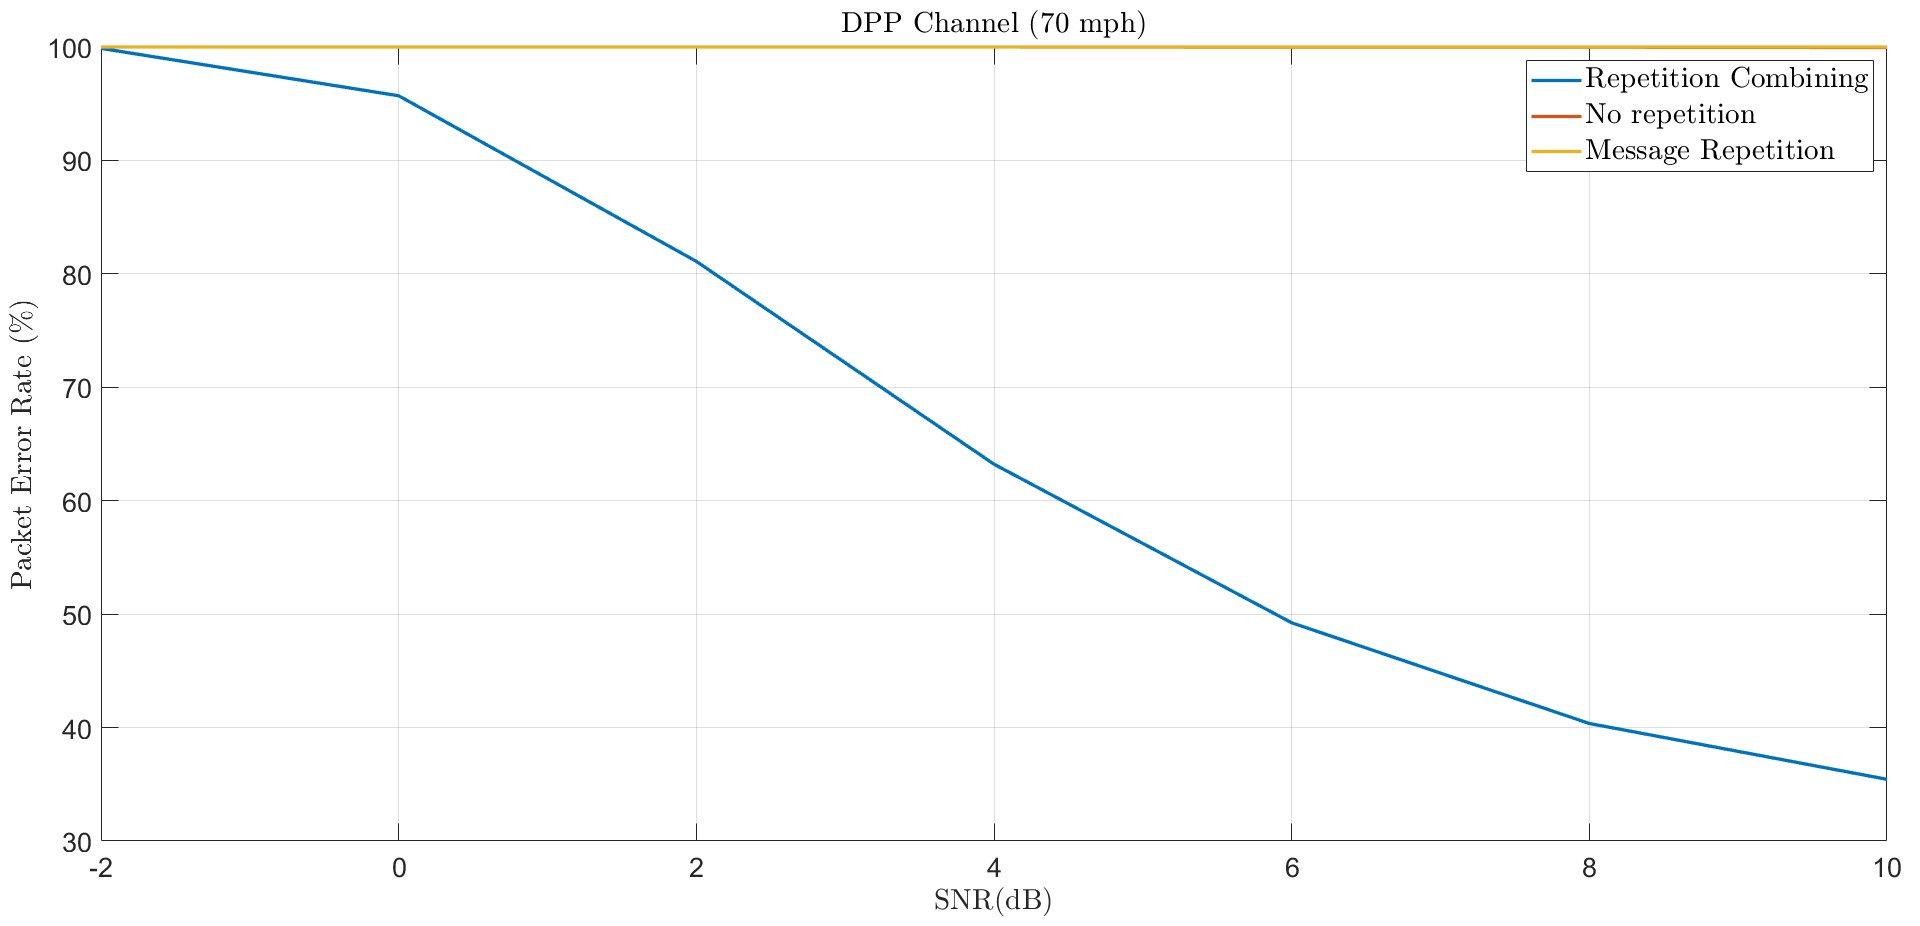 DPP Channel (70 mph)
100
90
80
70
60
50
40
30
Packet Error Rate (%)
Repetition Combining
No repetition
Message Repetition
-2 0 2 4 6 8 10
SNR(dB)